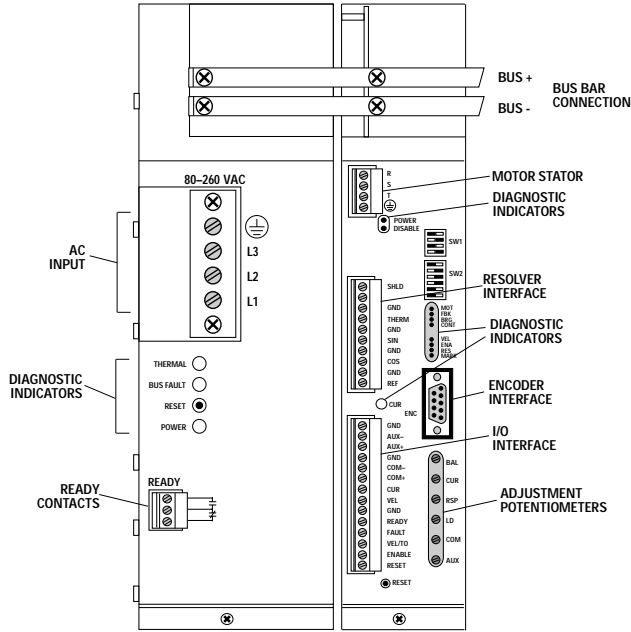 BUS +
BUS -
BUS BAR
CONNECTION
80–260 VAC
L3
L2
L1
AC
INPUT
THERMAL
BUS FAULT
RESET
POWER
DIAGNOSTIC
INDICATORS
READY
READY
CONTACTS
R
S
T
MOTOR STATOR
DIAGNOSTIC
INDICATORS
POWER
DISABLE
SW1
SW2
SHLD
GND
THERM
GND
SIN
GND
COS
GND
REF
RESOLVER
INTERFACE
MOT
FBK
BRG
CONT
VEL
ENA
RES
MARK
DIAGNOSTIC
INDICATORS
CUR
ENC
ENCODER
INTERFACE
GND
AUX–
AUX+
GND
COM–
COM+
CUR
VEL
GND
READY
FAULT
VEL/TO
ENABLE
RESET
I/O
INTERFACE
BAL
CUR
RSP
LD
COM
AUX
ADJUSTMENT
POTENTIOMETERS
RESET